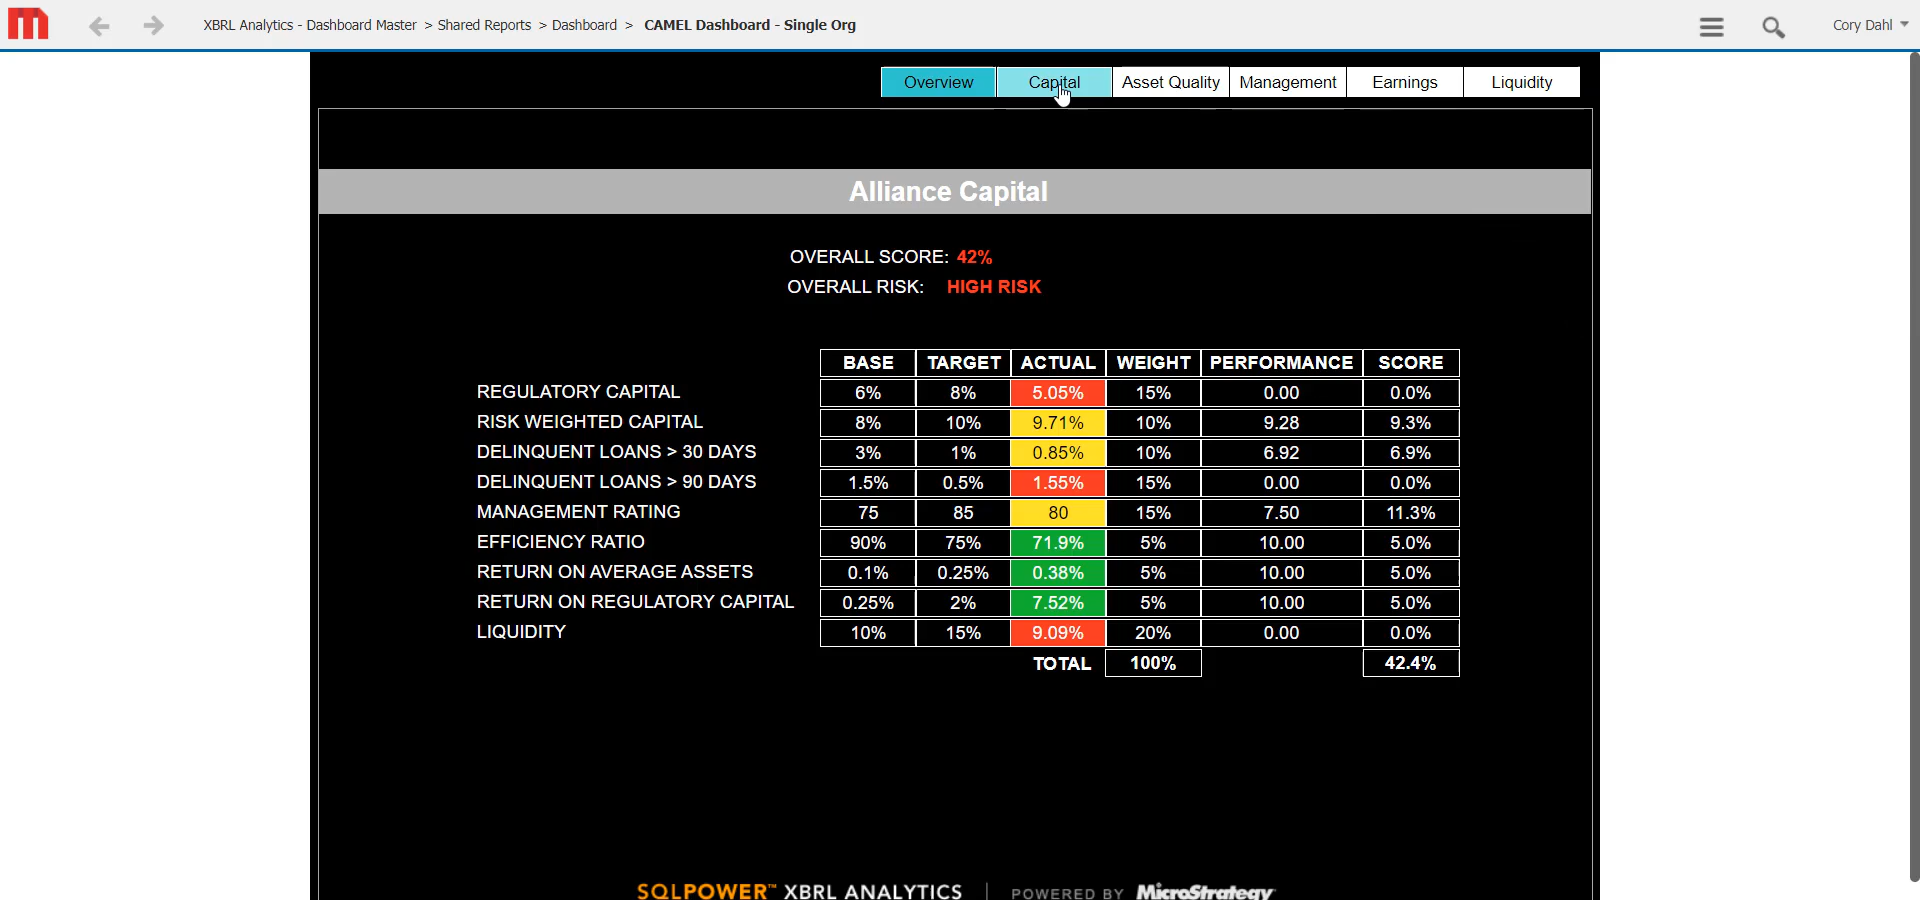 XBRL Analytics - Dashboard Master > Shared Reports > Dashboard > CAMEL Dashboard - Single Org
Cory Dahl
Overview Capital Asset Quality Management Earnings Liquidity
Alliance Capital
OVERALL SCORE: 42%
OVERALL RISK: HIGH RISK
BASE TARGET ACTUAL WEIGHT PERFORMANCE SCORE
REGULATORY CAPITAL 6% 8% 5.05% 15% 0.00 0.0%
RISK WEIGHTED CAPITAL 8% 10% 9.71% 10% 9.28 9.3%
DELINQUENT LOANS > 30 DAYS 3% 1% 0.85% 10% 6.92 6.9%
DELINQUENT LOANS > 90 DAYS 1.5% 0.5% 1.55% 15% 0.00 0.0%
MANAGEMENT RATING 75 85 80 15% 7.50 11.3%
EFFICIENCY RATIO 90% 75% 71.9% 5% 10.00 5.0%
RETURN ON AVERAGE ASSETS 0.1% 0.25% 0.38% 5% 10.00 5.0%
RETURN ON REGULATORY CAPITAL 0.25% 2% 7.52% 5% 10.00 5.0%
LIQUIDITY 10% 15% 9.09% 20% 0.00 0.0%
TOTAL 100% 42.4%
SQLPOWER™ XBRL ANALYTICS | POWERED BY MicroStrategy